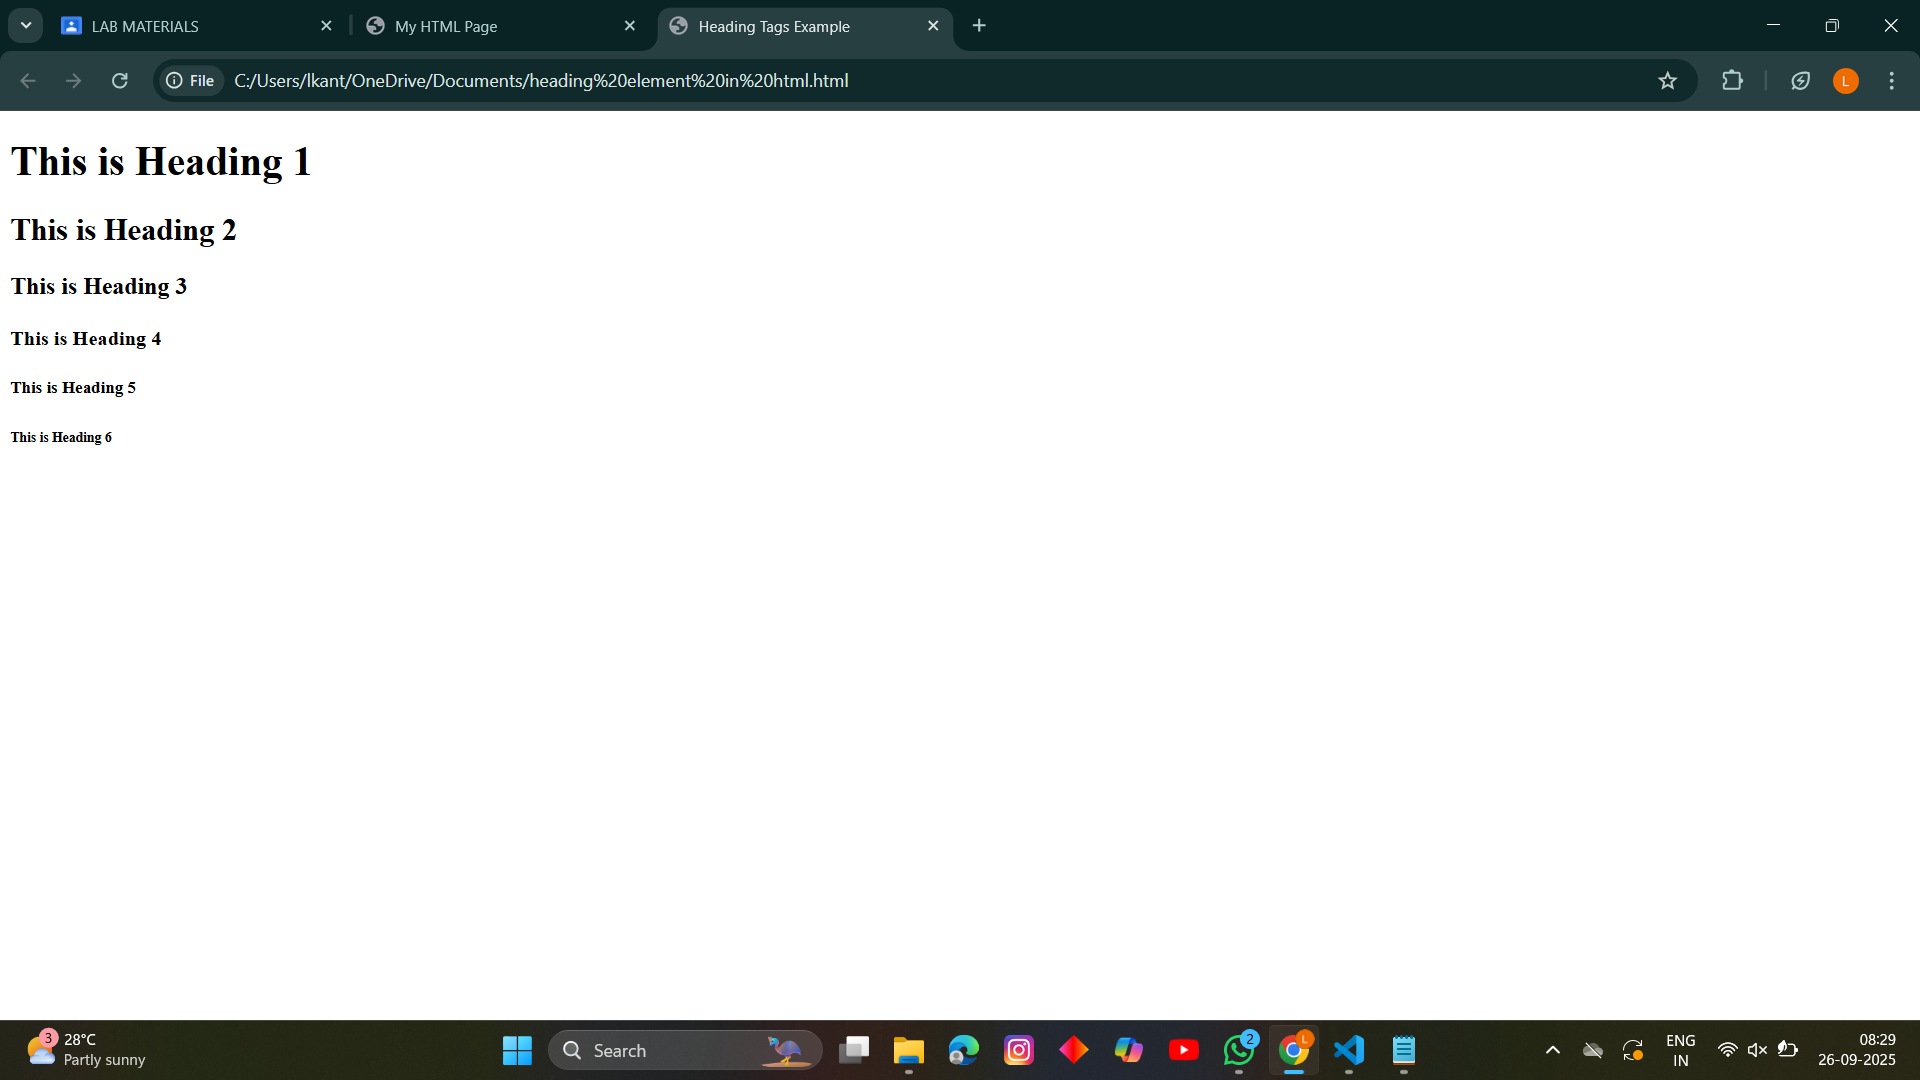 LAB MATERIALS
My HTML Page
Heading Tags Example
File
C:/Users/lkant/OneDrive/Documents/heading%20element%20in%20html.html
L
This is Heading 1
This is Heading 2
This is Heading 3
This is Heading 4
This is Heading 5
This is Heading 6
3
28°C
Partly sunny
Search
2
L
ENG
IN
08:29
26-09-2025